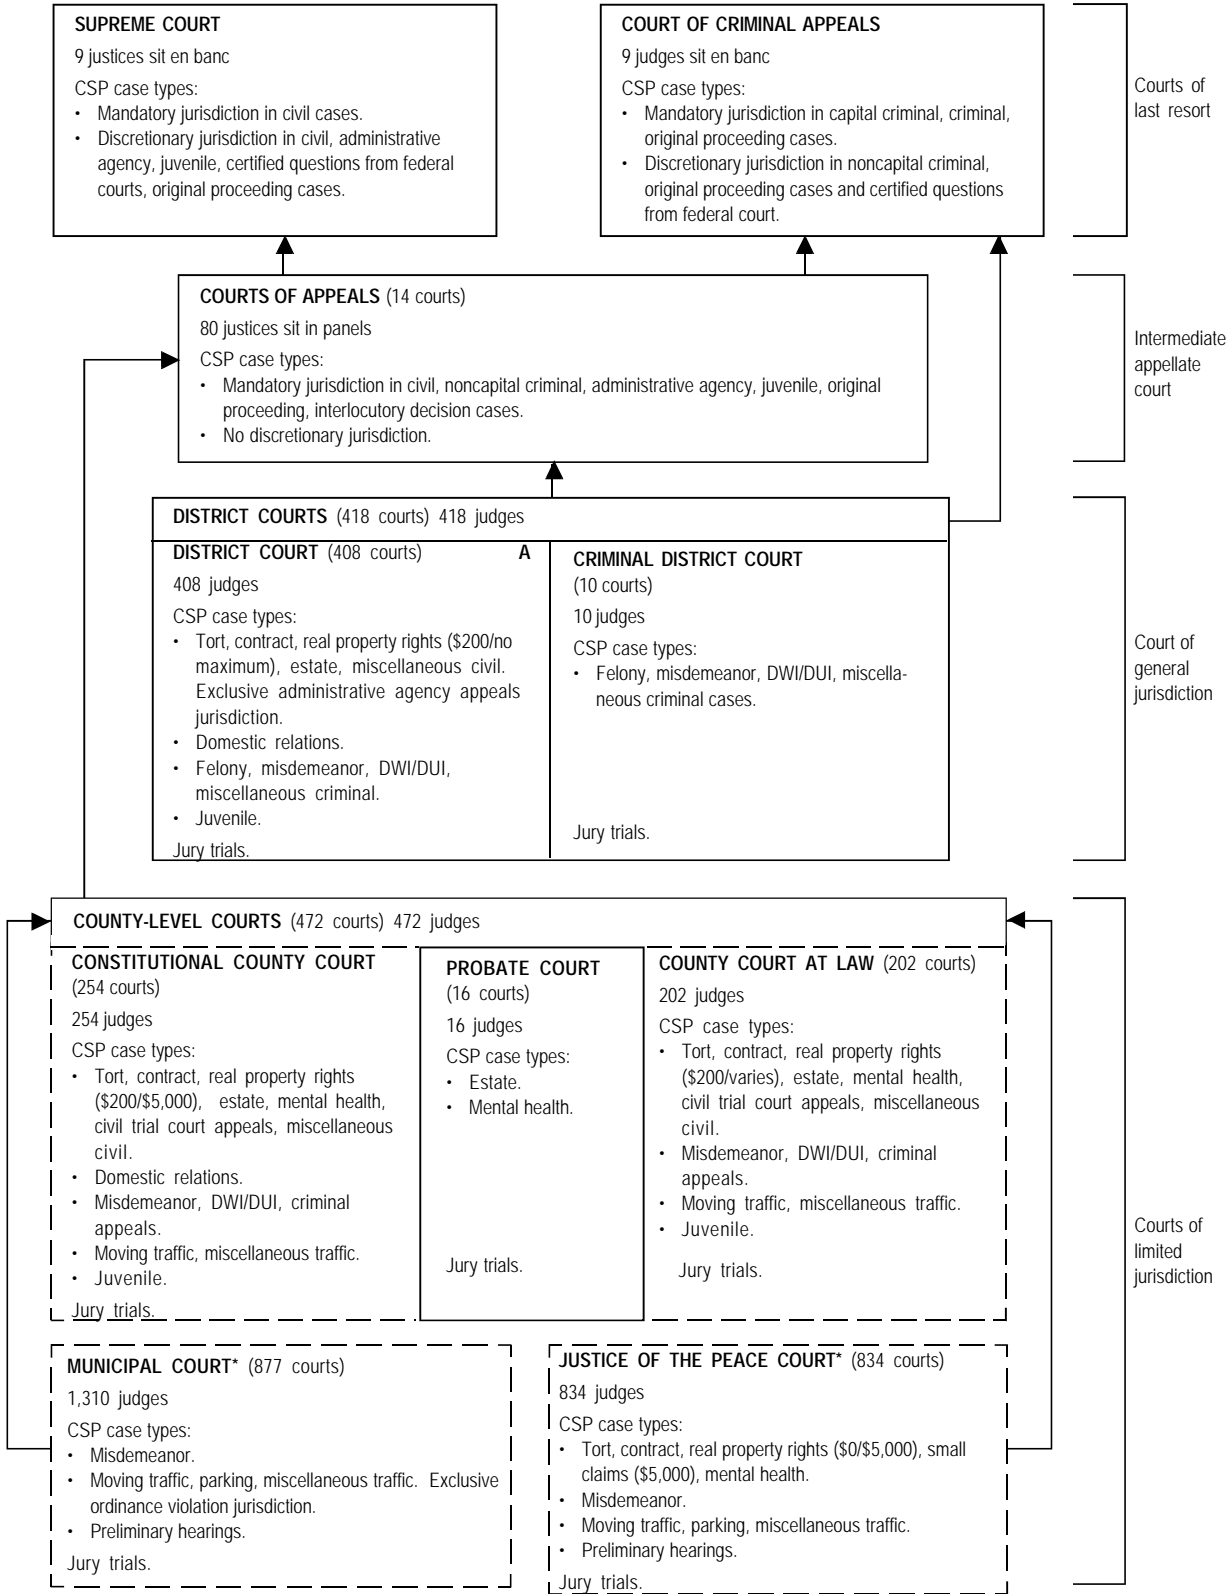 SUPREME COURT
9 justices sit en banc
CSP case types:
• Mandatory jurisdiction in civil cases.
• Discretionary jurisdiction in civil, administrative
agency, juvenile, certified questions from federal
courts, original proceeding cases.
COURT OF CRIMINAL APPEALS
9 judges sit en banc
CSP case types:
• Mandatory jurisdiction in capital criminal, criminal,
original proceeding cases.
• Discretionary jurisdiction in noncapital criminal,
original proceeding cases and certified questions
from federal court.
Courts of
last resort
COURTS OF APPEALS (14 courts)
80 justices sit in panels
CSP case types:
• Mandatory jurisdiction in civil, noncapital criminal, administrative agency, juvenile, original
proceeding, interlocutory decision cases.
• No discretionary jurisdiction.
Intermediate
appellate
court
DISTRICT COURTS (418 courts) 418 judges
DISTRICT COURT (408 courts) A
408 judges
CSP case types:
• Tort, contract, real property rights ($200/no
maximum), estate, miscellaneous civil.
Exclusive administrative agency appeals
jurisdiction.
• Domestic relations.
• Felony, misdemeanor, DWI/DUI,
miscellaneous criminal.
• Juvenile.
Jury trials.
CRIMINAL DISTRICT COURT
(10 courts)
10 judges
CSP case types:
• Felony, misdemeanor, DWI/DUI, miscella-
neous criminal cases.
Jury trials.
Court of
general
jurisdiction
COUNTY-LEVEL COURTS (472 courts) 472 judges
CONSTITUTIONAL COUNTY COURT
(254 courts)
254 judges
CSP case types:
• Tort, contract, real property rights
($200/$5,000), estate, mental health,
civil trial court appeals, miscellaneous
civil.
• Domestic relations.
• Misdemeanor, DWI/DUI, criminal
appeals.
• Moving traffic, miscellaneous traffic.
• Juvenile.
Jury trials.
PROBATE COURT
(16 courts)
16 judges
CSP case types:
• Estate.
• Mental health.
Jury trials.
COUNTY COURT AT LAW (202 courts)
202 judges
CSP case types:
• Tort, contract, real property rights
($200/varies), estate, mental health,
civil trial court appeals, miscellaneous
civil.
• Misdemeanor, DWI/DUI, criminal
appeals.
• Moving traffic, miscellaneous traffic.
• Juvenile.
Jury trials.
Courts of
limited
jurisdiction
MUNICIPAL COURT* (877 courts)
1,310 judges
CSP case types:
• Misdemeanor.
• Moving traffic, parking, miscellaneous traffic. Exclusive
ordinance violation jurisdiction.
• Preliminary hearings.
Jury trials.
JUSTICE OF THE PEACE COURT* (834 courts)
834 judges
CSP case types:
• Tort, contract, real property rights ($0/$5,000), small
claims ($5,000), mental health.
• Misdemeanor.
• Moving traffic, parking, miscellaneous traffic.
• Preliminary hearings.
Jury trials.